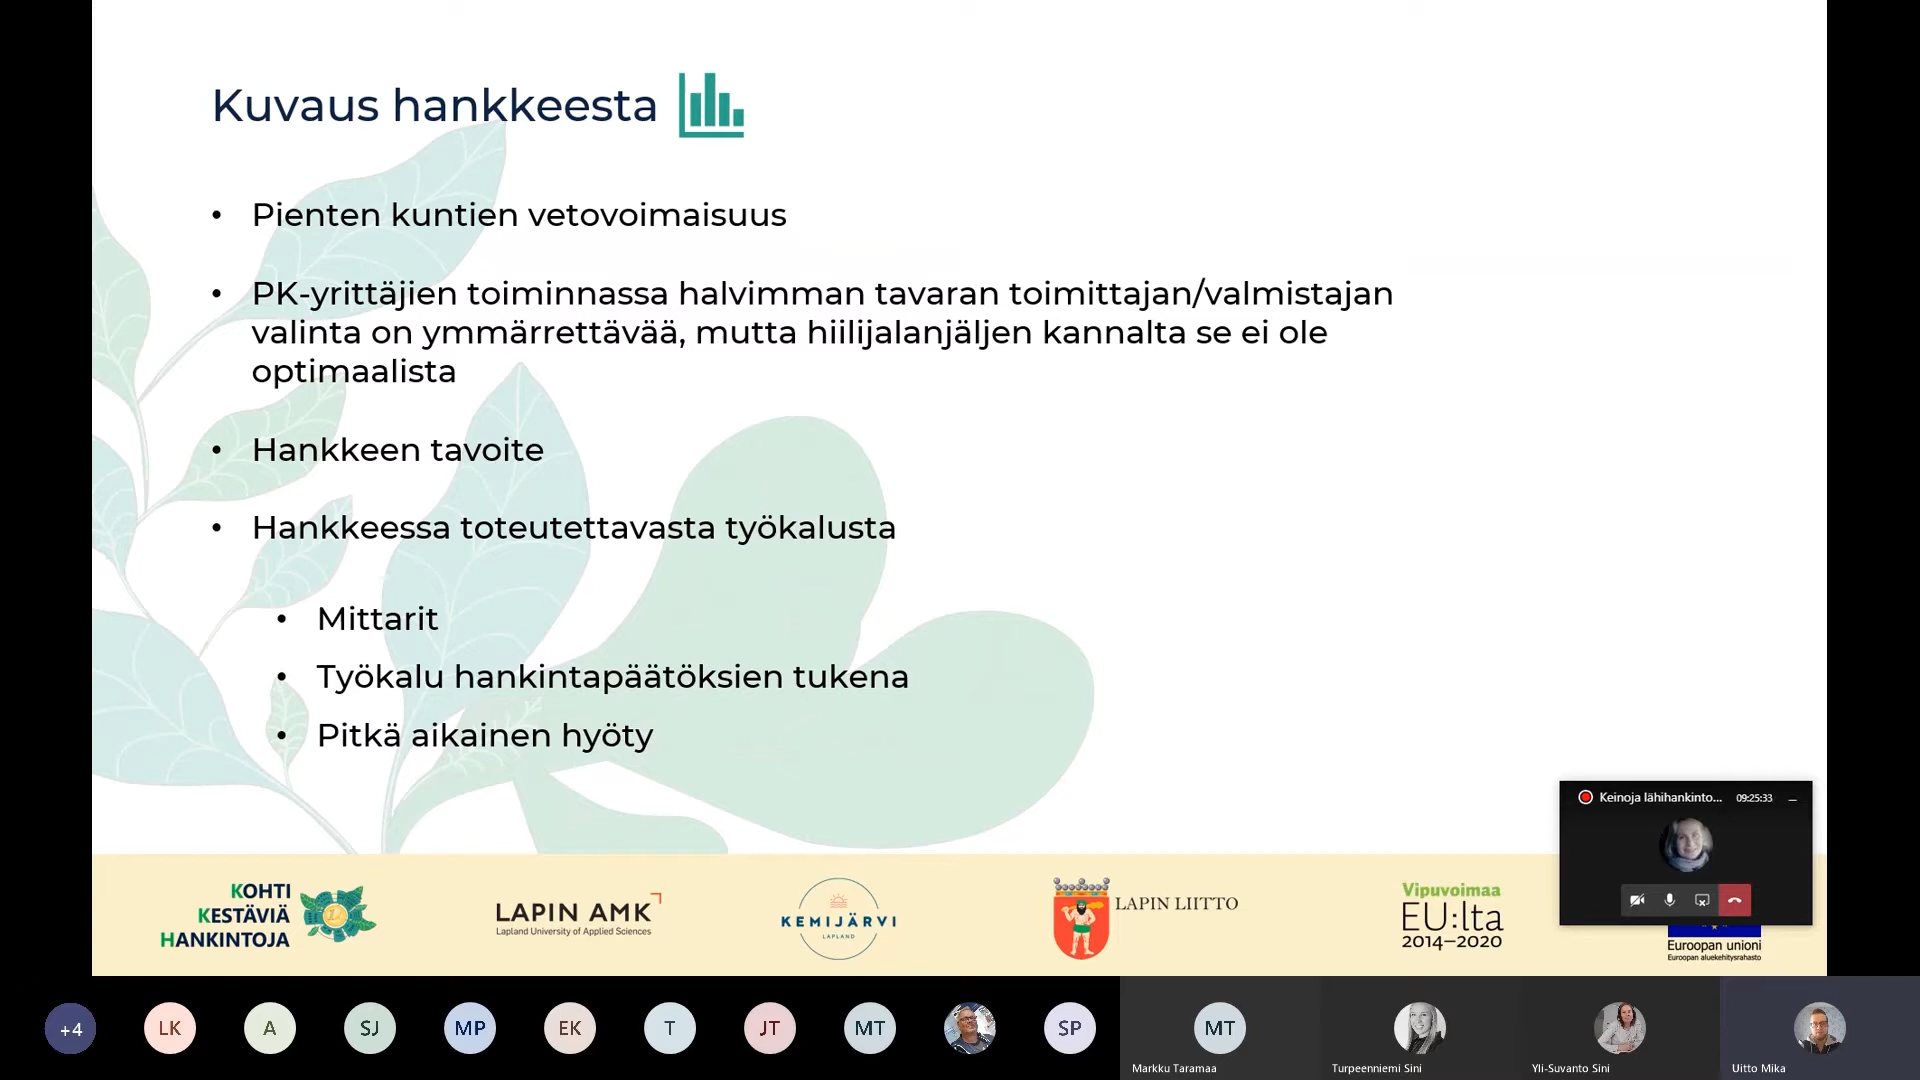 Kuvaus hankkeesta
• Pienten kuntien vetovoimaisuus
• PK-yrittäjien toiminnassa halvimman tavaran toimittajan/valmistajan
valinta on ymmärrettävää, mutta hiilijalanjäljen kannalta se ei ole
optimaalista
• Hankkeen tavoite
• Hankkeessa toteutettavasta työkalusta
• Mittarit
• Työkalu hankintapäätöksien tukena
• Pitkä aikainen hyöty
Keinoja lähihankinto... 09:25:33
KOHTI
KESTÄVIÄ
HANKINTOJA
LAPIN AMK
Lapland University of Applied Sciences
KEMIJÄRVI
LAPLAND
LAPIN LIITTO
Vipuvoimaa
EU:lta
2014–2020
Euroopan unioni
Euroopan aluekehitysrahasto
+4 LK A SJ MP EK T JT MT SP MT
Markku Taramaa Turpeenniemi Sini Yli-Suvanto Sini Uitto Mika